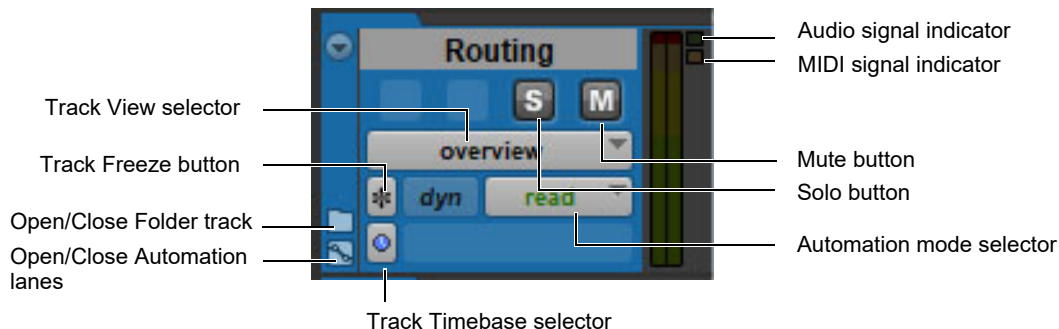 Audio signal indicator
Routing
MIDI signal indicator
Track View selector
S
M
overview
Track Freeze button
Mute button
dyn
read
Solo button
Open/Close Folder track
Open/Close Automation
lanes
Automation mode selector
Track Timebase selector